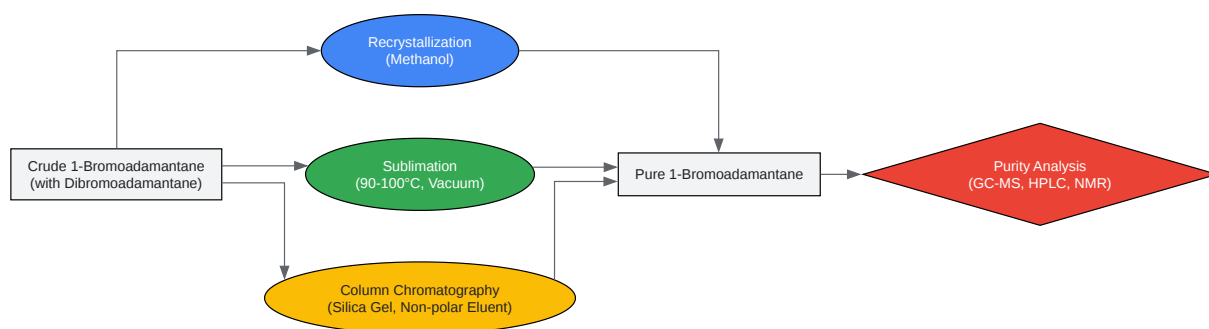 Recrystallization
(Methanol)
Crude 1-Bromoadamantane
(with Dibromoadamantane)
Sublimation
(90-100°C, Vacuum)
Pure 1-Bromoadamantane
Purity Analysis
(GC-MS, HPLC, NMR)
Column Chromatography
(Silica Gel, Non-polar Eluent)